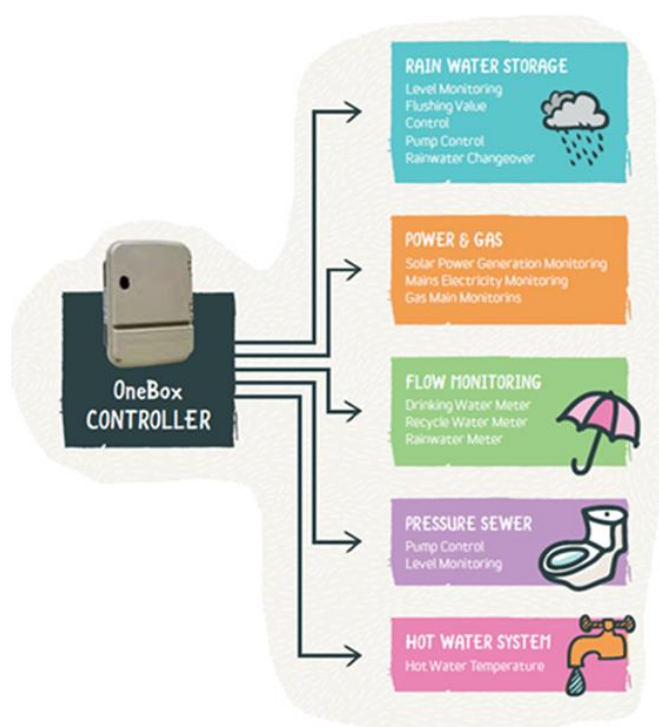 RAIN WATER STORAGE
Level Monitoring
Flushing Value
Control
Pump Control
Rainwater Changeover
POWER & GAS
Solar Power Generation Monitoring
Mains Electricity Monitoring
Gas Main Monitorins
OneBox
CONTROLLER
FLOW MONITORING
Drinking Water Meter
Recycle Water Meter
Rainwater Meter
PRESSURE SEWER
Pump Control
Level Monitoring
HOT WATER SYSTEM
Hot Water Temperature